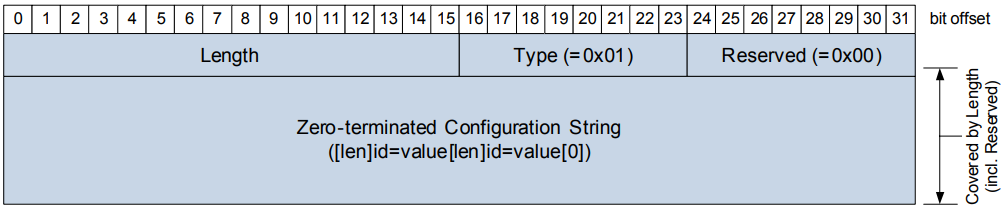 0 1 2 3 4 5 6 7 8 9 10 11 12 13 14 15 16 17 18 19 20 21 22 23 24 25 26 27 28 29 30 31 bit offset
Length Type (=0x01) Reserved (=0x00)
Zero-terminated Configuration String
([len]id=value[len]id=value[0])
Covered by Length
(incl. Reserved)